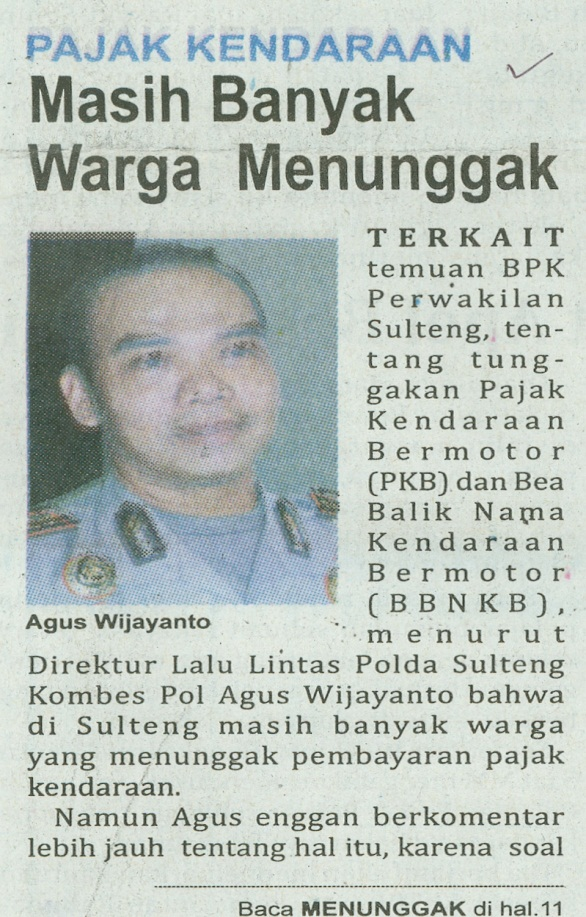 PAJAK KENDARAAN
Masih Banyak
Warga Menunggak
TERKAIT
temuan BPK
Perwakilan
Sulteng, ten-
tang tung-
gakan Pajak
Kendaraan
Bermotor
(PKB) dan Bea
Balik Nama
Kendaraan
Bermotor
(BBNKB),
menurut
Agus Wijayanto
Direktur Lalu Lintas Polda Sulteng
Kombes Pol Agus Wijayanto bahwa
di Sulteng masih banyak warga
yang menunggak pembayaran pajak
kendaraan.
Namun Agus enggan berkomentar
lebih jauh tentang hal itu, karena soal
Baca MENUNGGAK di hal.11